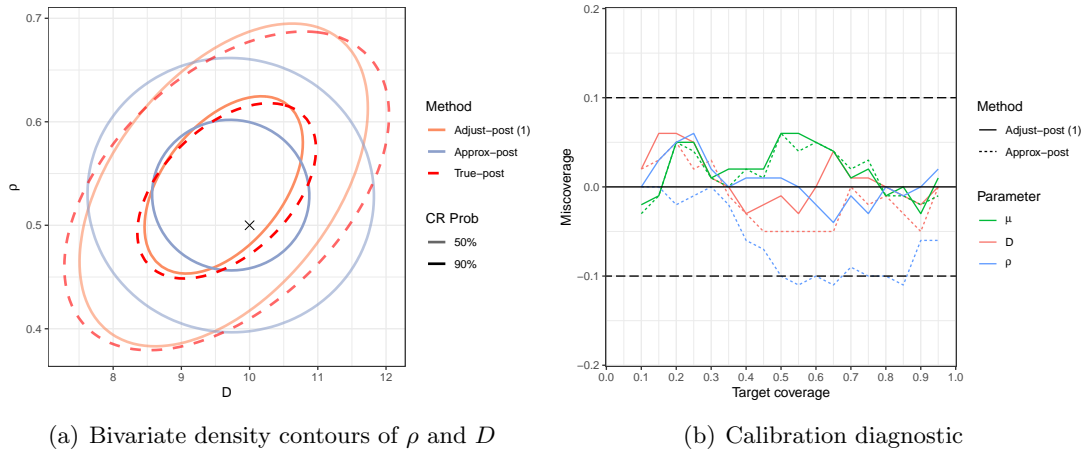 0.7
0.6
0.5
0.4
ρ
8
9
10
11
12
D
Method
Adjust−post (1)
Approx−post
True−post
CR Prob
50%
90%
(a) Bivariate density contours of ρ and D
0.2
0.1
0.0
−0.1
−0.2
Miscoverage
0.0 0.1 0.2 0.3 0.4 0.5 0.6 0.7 0.8 0.9 1.0
Target coverage
Method
Adjust−post (1)
Approx−post
Parameter
μ
D
ρ
(b) Calibration diagnostic